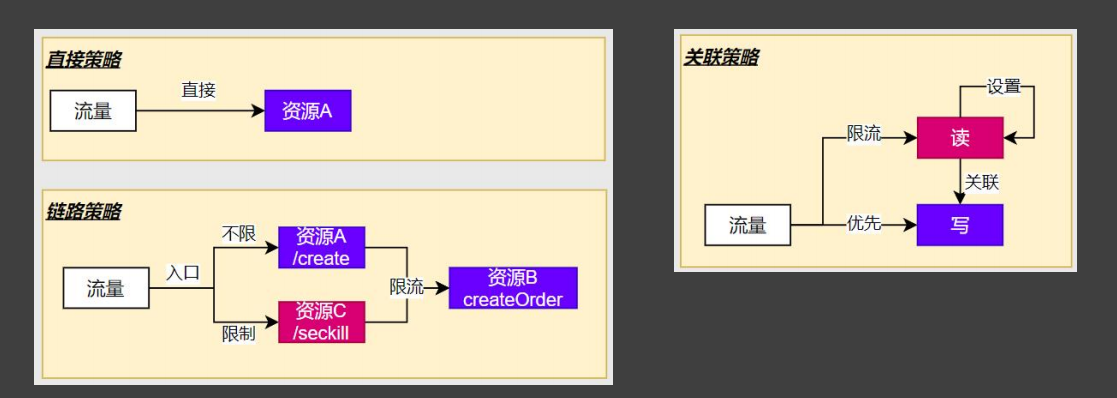 直接策略
直接
流量
资源A
链路策略
不限
资源A
/create
入口
流量
限流
资源B
createOrder
资源C
/seckill
限制
关联策略
设置
限流
读
关联
流量
优先
写